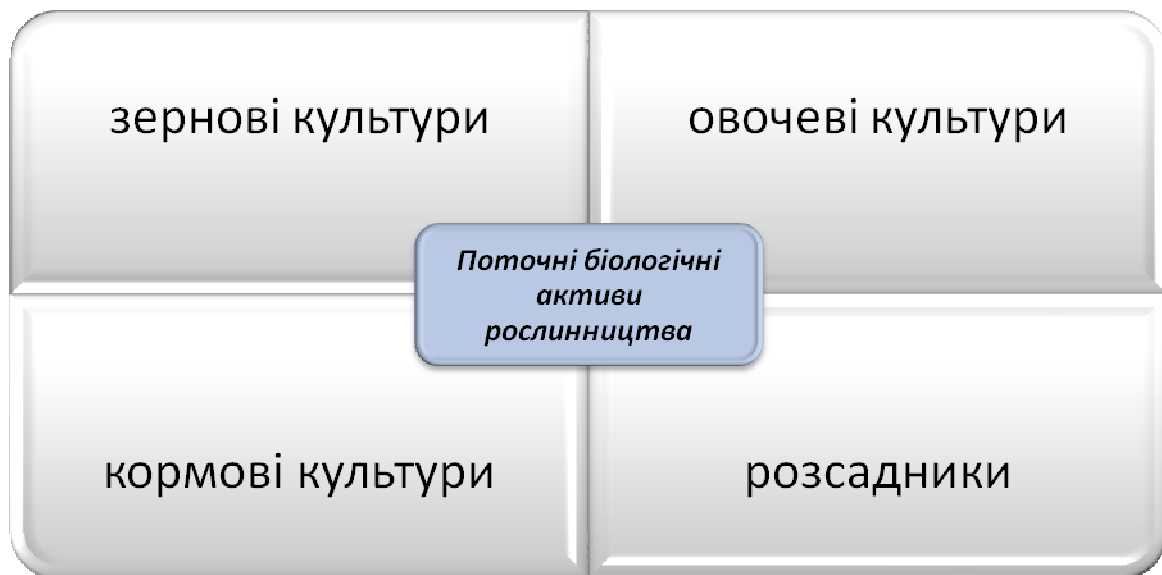 зернові культури
овочеві культури
Поточні біологічні
активи
рослинництва
кормові культури
розсадники